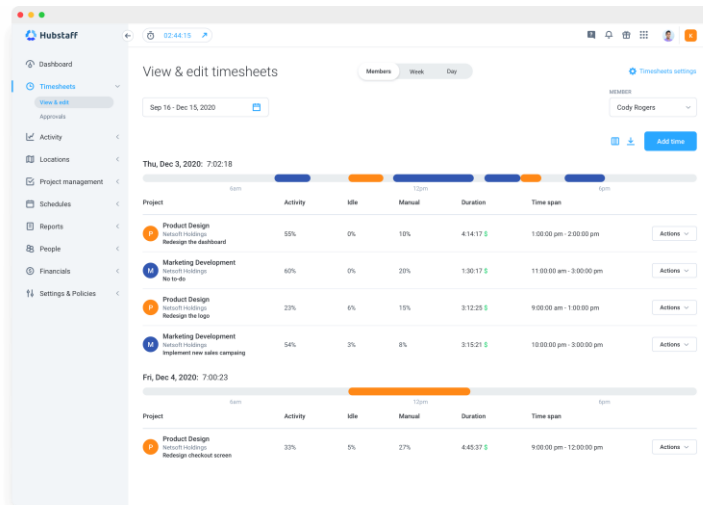 Hubstaff
02:44:15
K
Dashboard
Timesheets
View & edit
Approvals
Activity
Locations
Project management
Schedules
Reports
People
Financials
Settings & Policies
View & edit timesheets
Members Week Day
Timesheets settings
Sep 16 - Dec 15, 2020
MEMBER
Cody Rogers
Add time
Thu, Dec 3, 2020: 7:02:18
6am 12pm 6pm
Project Activity Idle Manual Duration Time span
P
Product Design
Netsoft Holdings
Redesign the dashboard
55% 0% 10% 4:14:17 $ 1:00:00 pm - 2:00:00 pm Actions
M
Marketing Development
Netsoft Holdings
No to-do
60% 0% 20% 1:30:17 $ 11:00:00 am - 3:00:00 pm Actions
P
Product Design
Netsoft Holdings
Redesign the logo
23% 6% 15% 3:12:25 $ 9:00:00 am - 1:00:00 pm Actions
M
Marketing Development
Netsoft Holdings
Implement new sales campaing
54% 3% 8% 3:15:21 $ 10:00:00 pm - 3:00:00 pm Actions
Fri, Dec 4, 2020: 7:00:23
6am 12pm 6pm
Project Activity Idle Manual Duration Time span
P
Product Design
Netsoft Holdings
Redesign checkout screen
33% 5% 27% 4:45:37 $ 9:00:00 pm - 12:00:00 pm Actions